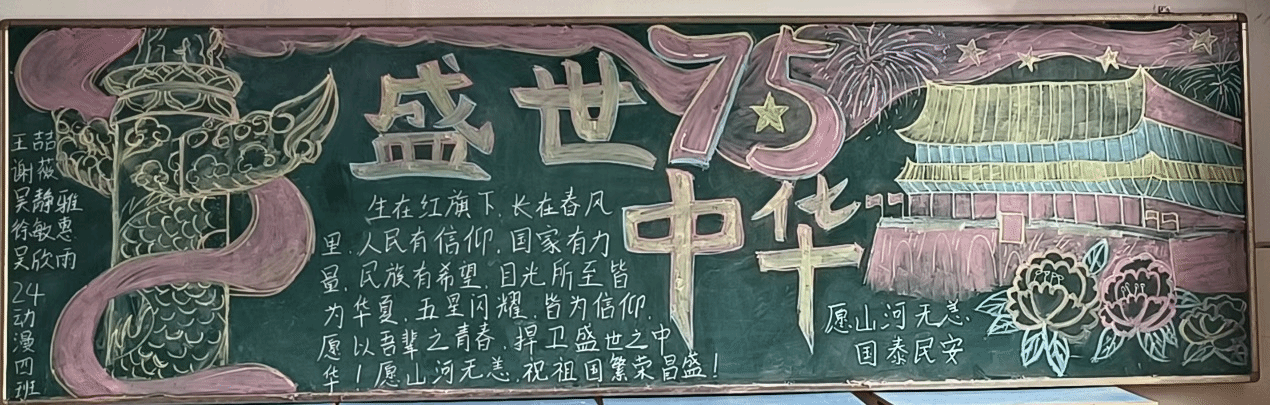 王喆
谢薇
吴静雅
徐敏惠
吴欣雨
24
动
漫
四
班
盛世75
中华
生在红旗下,长在春风
里,人民有信仰,国家有力
量,民族有希望,目光所至皆
为华夏,五星闪耀,皆为信仰,
愿以吾辈之青春,捍卫盛世之中
华!愿山河无恙,祝祖国繁荣昌盛!
愿山河无恙
国泰民安